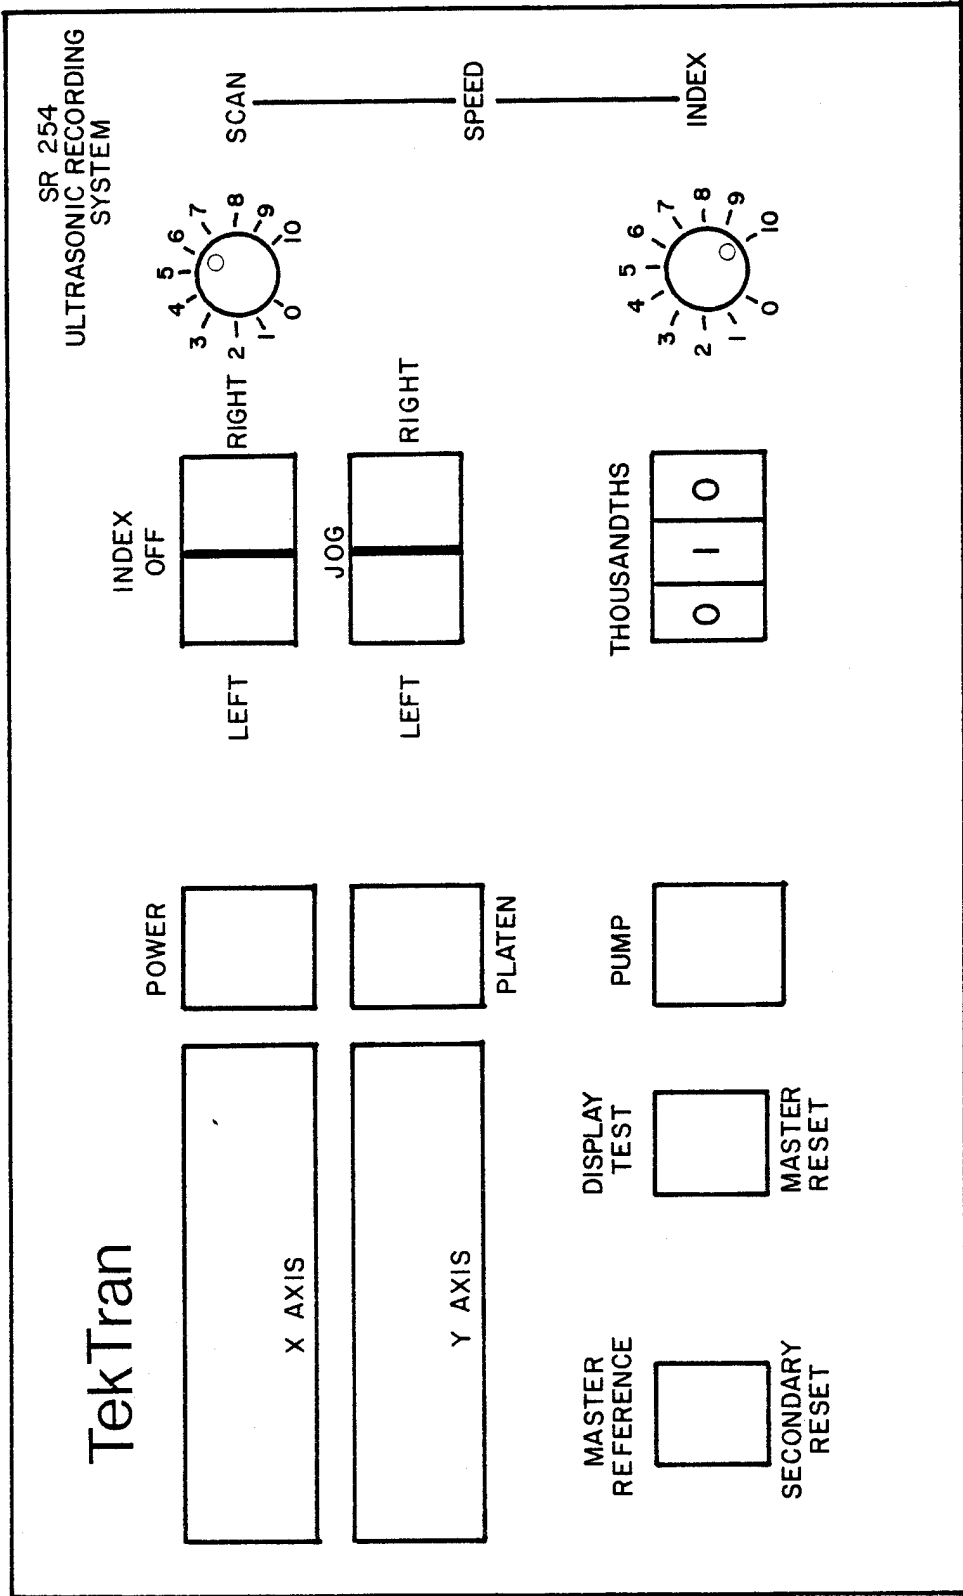 TekTran
SR 254
ULTRASONIC RECORDING
SYSTEM
X AXIS
Y AXIS
POWER
PLATEN
INDEX
OFF
LEFT
RIGHT
JOG
LEFT
RIGHT
0 1 2 3 4 5 6 7 8 9 10
SCAN
SPEED
INDEX
MASTER
REFERENCE
SECONDARY
RESET
DISPLAY
TEST
MASTER
RESET
PUMP
THOUSANDTHS
0 1 0
0 1 2 3 4 5 6 7 8 9 10